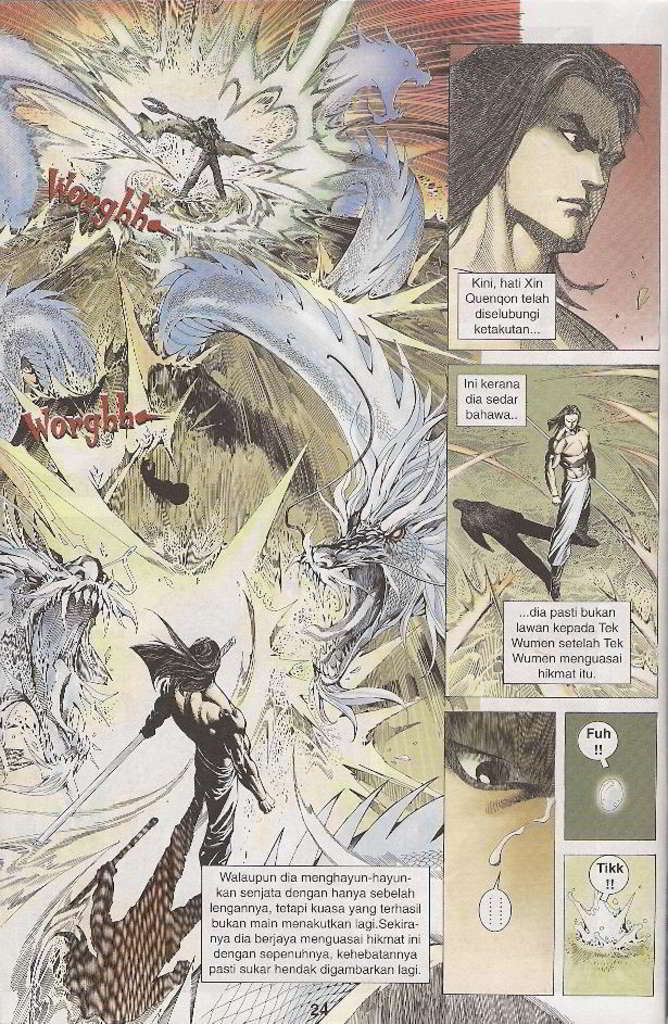 Worghhe
Worghhe
Kini, hati Xin
Quenqon telah
diselubungi
ketakutan...
Ini kerana
dia sedar
bahawa..
...dia pasti bukan
lawan kepada Tek
Wumen setelah Tek
Wumen menguasai
hikmat itu.
Fuh
!!
Tikk
!!
Walaupun dia menghayun-hayun-
kan senjata dengan hanya sebelah
lengannya, tetapi kuasa yang terhasil
bukan main menakutkan lagi.Sekira-
nya dia berjaya menguasai hikmat ini
dengan sepenuhnya, kehebatannya
pasti sukar hendak digambarkan lagi.
24